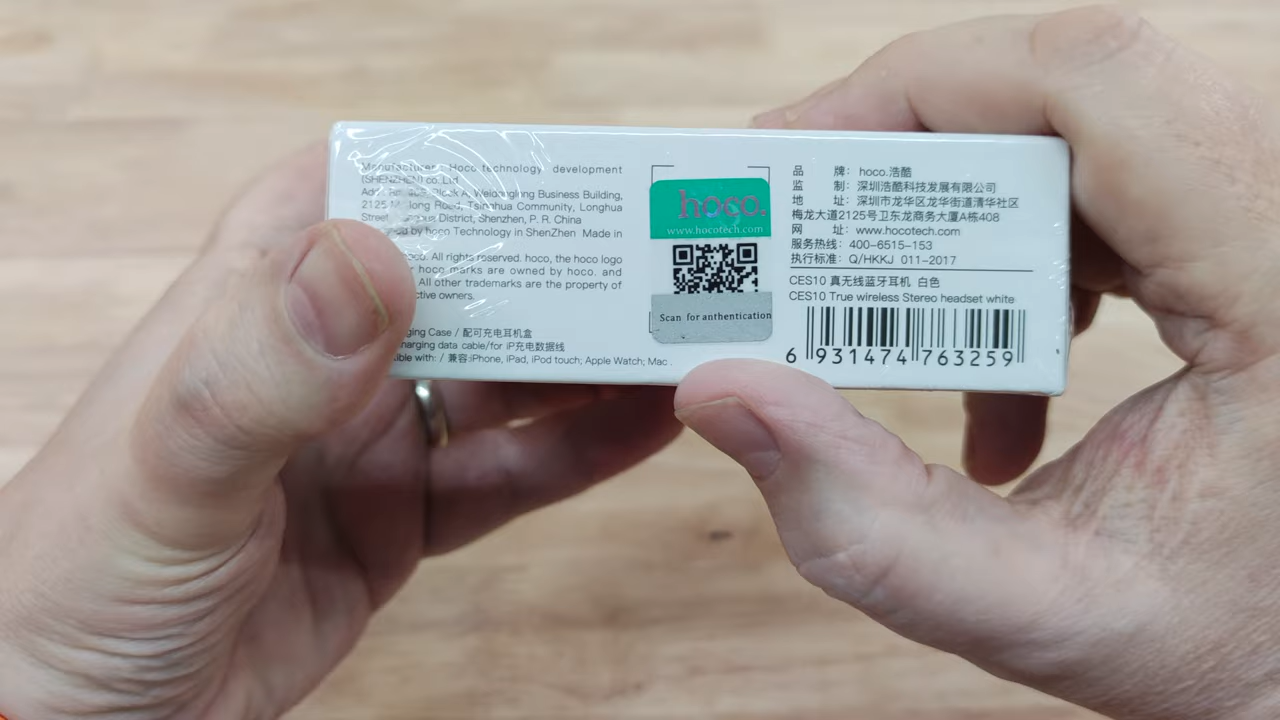 Manufacturer: Hoco technology development
(SHENZHEN) co. Ltd
Block A, Weidonglong Business Building,
2125 Road, Tsinghua Community, Longhua
Street, District, Shenzhen, P. R. China
by hoco Technology in ShenZhen Made in
All rights reserved. hoco, the hoco logo
hoco marks are owned by hoco. and
All other trademarks are the property of
owners.
Case / 配可充电耳机盒
data cable/for iP充电数据线
with: / 兼容:iPhone, iPad, iPod touch; Apple Watch; Mac .
hoco.
www.hocotech.com
Scan for anthentication
品 牌: hoco.浩酷
监 制: 深圳浩酷科技发展有限公司
地 址: 深圳市龙华区龙华街道清华社区
梅龙大道2125号卫东龙商务大厦A栋408
网 址: www.hocotech.com
服务热线: 400-6515-153
执行标准: Q/HKKJ 011-2017
CES10 真无线蓝牙耳机 白色
CES10 True wireless Stereo headset white
6 931474 763259